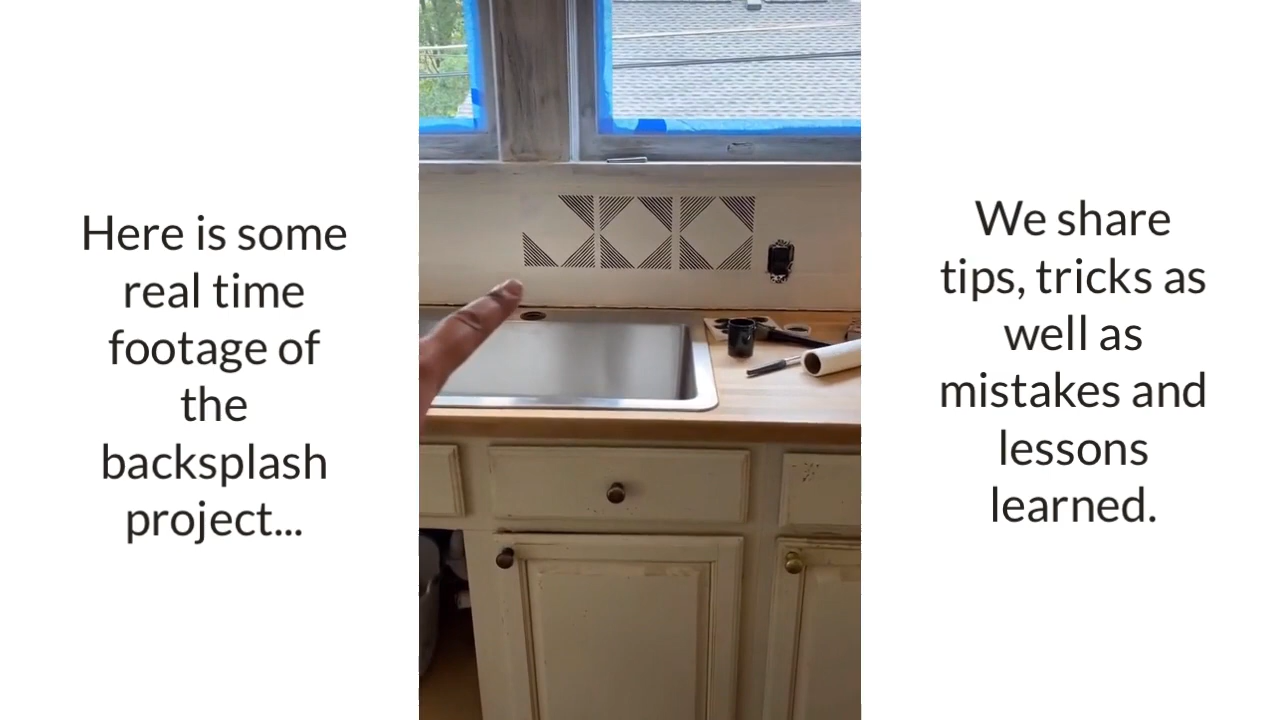 Here is some
real time
footage of
the
backsplash
project...
We share
tips, tricks as
well as
mistakes and
lessons
learned.